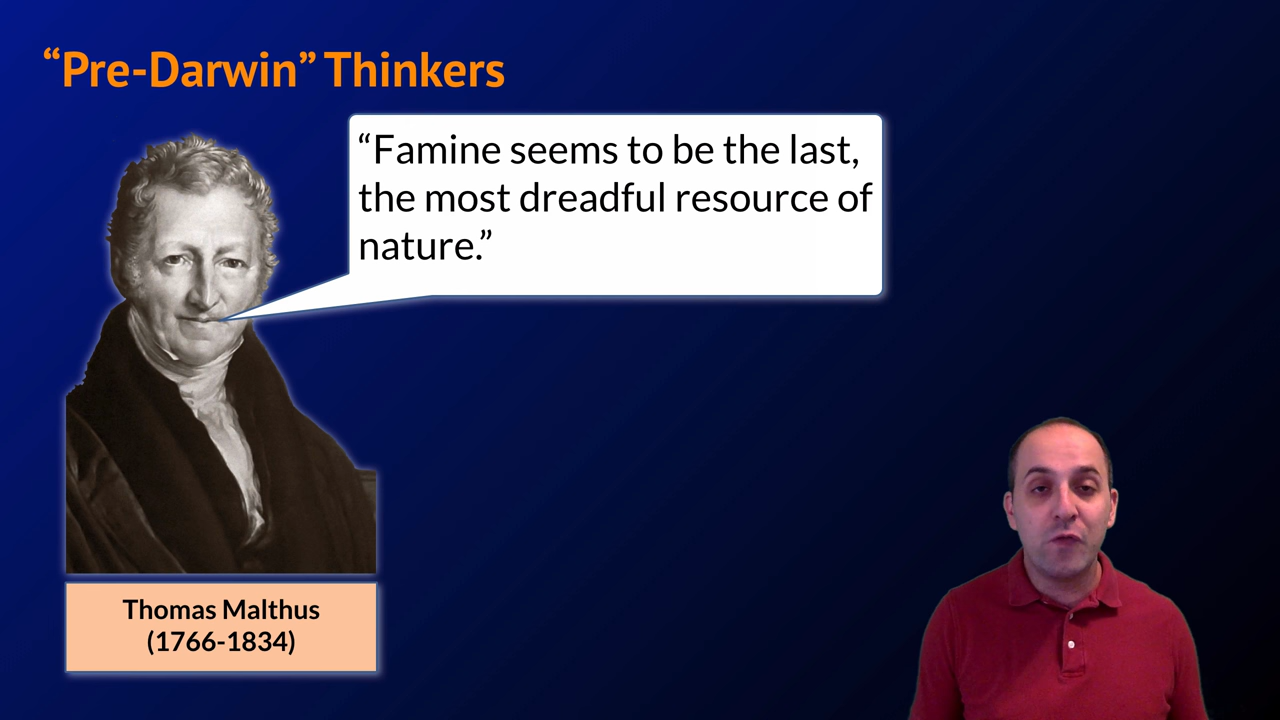 “Pre-Darwin” Thinkers
“Famine seems to be the last,
the most dreadful resource of
nature.”
Thomas Malthus
(1766-1834)